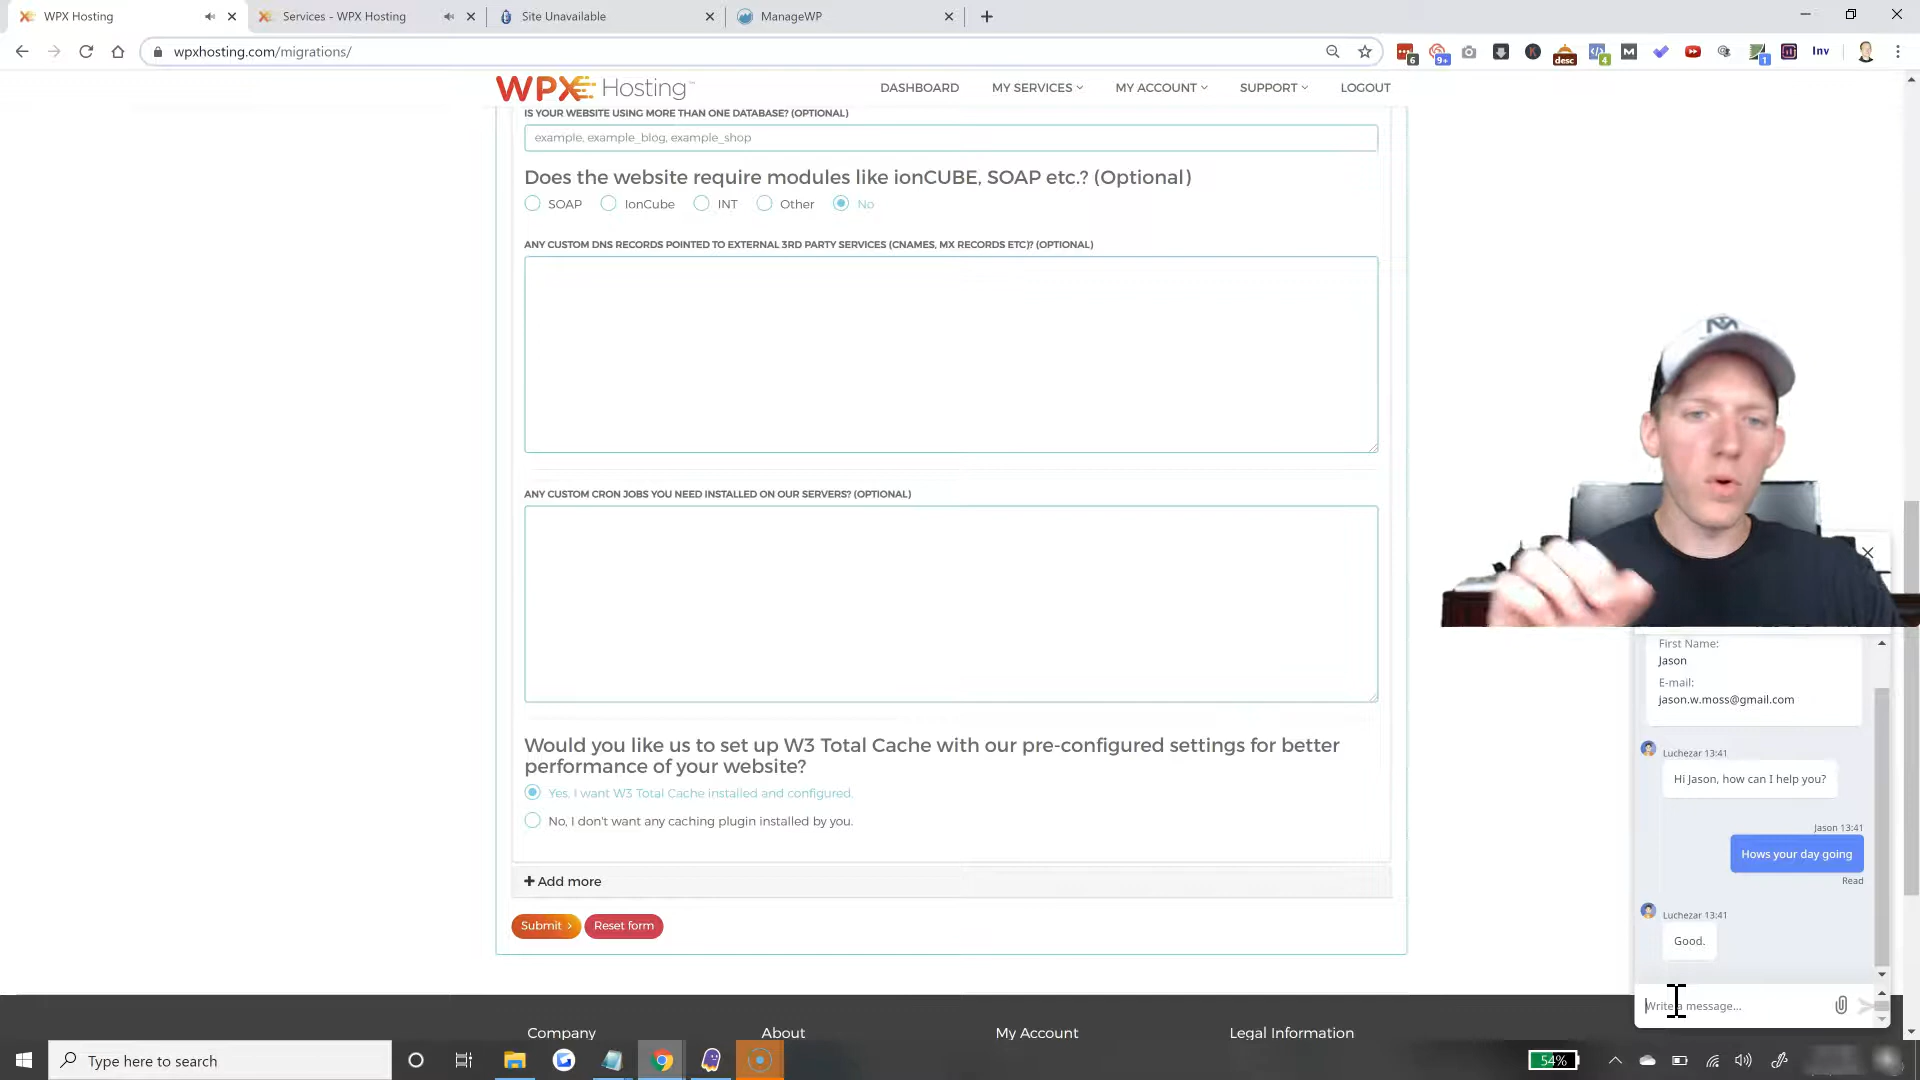 WPX Hosting
Services - WPX Hosting
Site Unavailable
ManageWP
wpxhosting.com/migrations/
6
9+
desc
4
1
Inv
WPX Hosting™
DASHBOARD
MY SERVICES
MY ACCOUNT
SUPPORT
LOGOUT
IS YOUR WEBSITE USING MORE THAN ONE DATABASE? (OPTIONAL)
example, example_blog, example_shop
Does the website require modules like ionCUBE, SOAP etc.? (Optional)
SOAP
IonCube
INT
Other
No
ANY CUSTOM DNS RECORDS POINTED TO EXTERNAL 3RD PARTY SERVICES (CNAMES, MX RECORDS ETC)? (OPTIONAL)
ANY CUSTOM CRON JOBS YOU NEED INSTALLED ON OUR SERVERS? (OPTIONAL)
Would you like us to set up W3 Total Cache with our pre-configured settings for better
performance of your website?
Yes, I want W3 Total Cache installed and configured.
No, I don't want any caching plugin installed by you.
+ Add more
Submit >
Reset form
First Name:
Jason
E-mail:
jason.w.moss@gmail.com
Luchezar 13:41
Hi Jason, how can I help you?
Jason 13:41
Hows your day going
Read
Luchezar 13:41
Good.
Write a message...
Company
About
My Account
Legal Information
Type here to search
54%